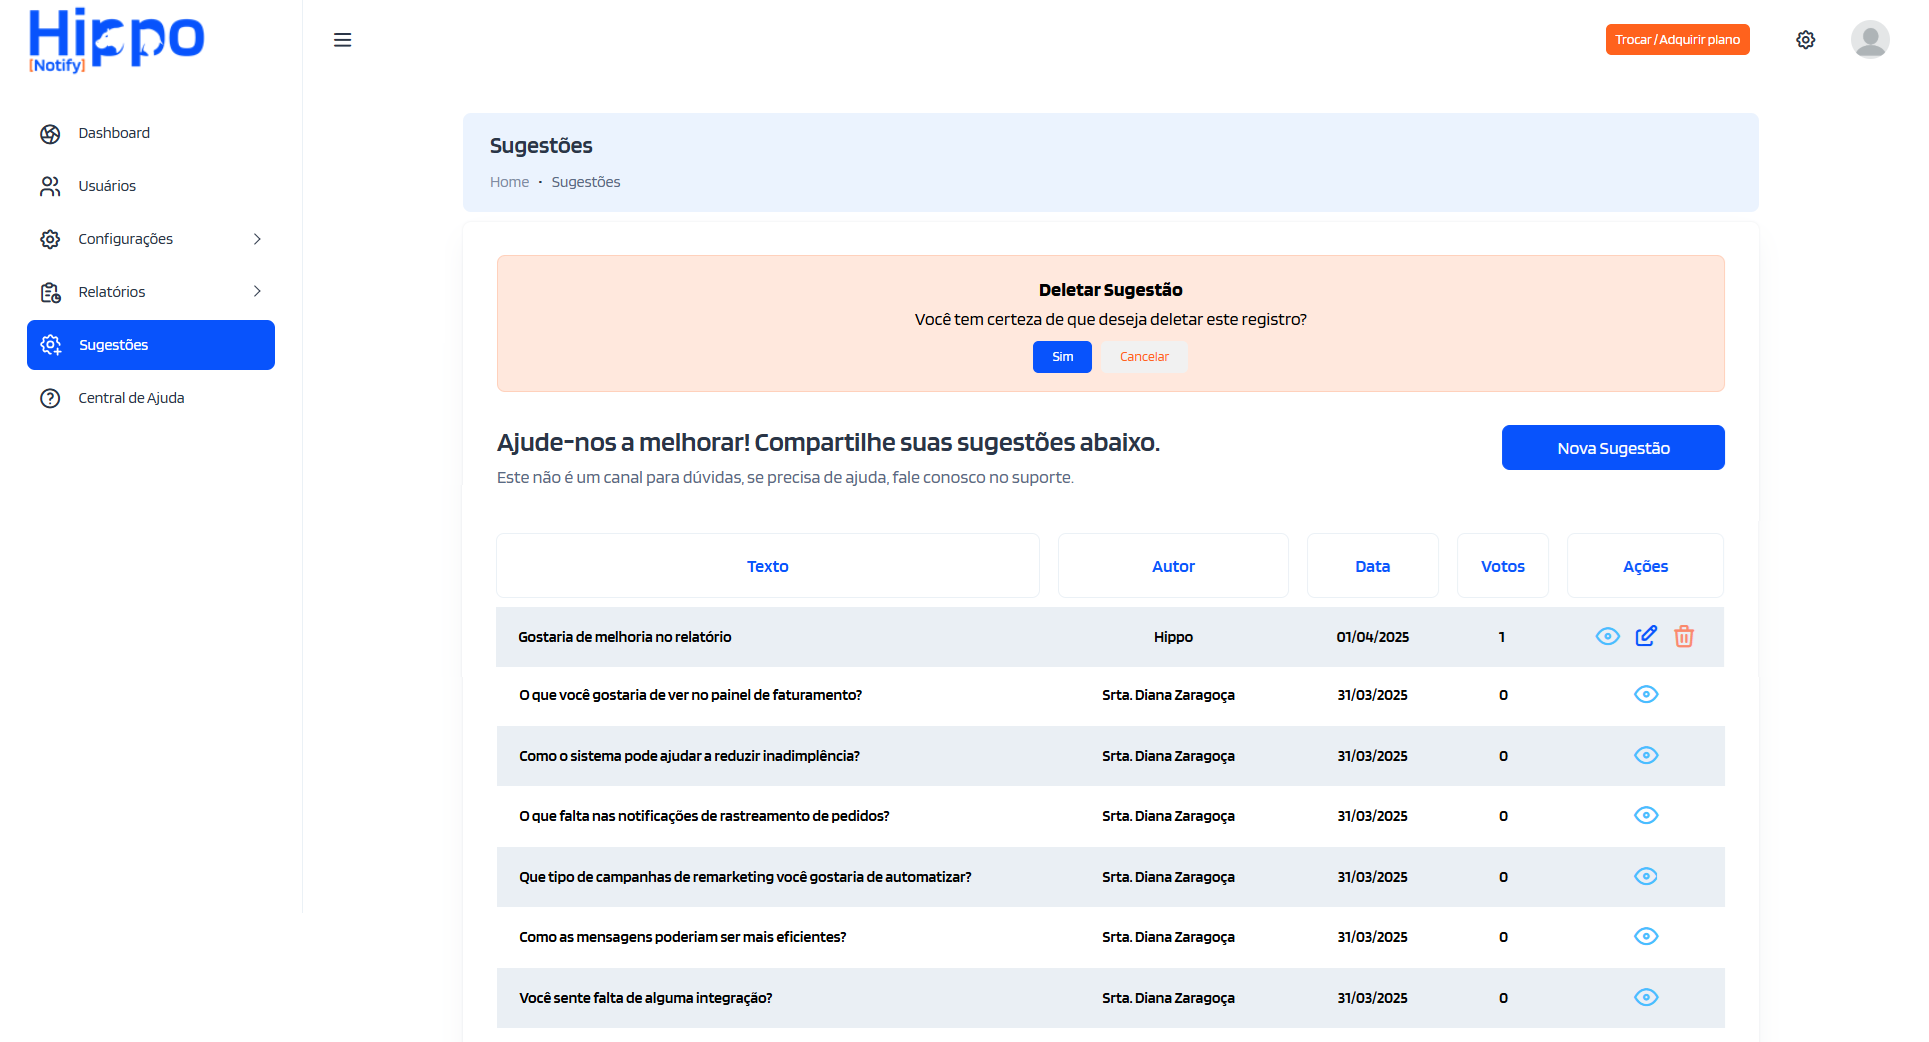 Hippo
[Notify]
Trocar / Adquirir plano
Dashboard
Usuários
Configurações
Relatórios
Sugestões
Central de Ajuda
Sugestões
Home • Sugestões
Deletar Sugestão
Você tem certeza de que deseja deletar este registro?
Sim Cancelar
Ajude-nos a melhorar! Compartilhe suas sugestões abaixo.
Este não é um canal para dúvidas, se precisa de ajuda, fale conosco no suporte.
Nova Sugestão
Texto Autor Data Votos Ações
Gostaria de melhoria no relatório Hippo 01/04/2025 1
O que você gostaria de ver no painel de faturamento? Srta. Diana Zaragoça 31/03/2025 0
Como o sistema pode ajudar a reduzir inadimplência? Srta. Diana Zaragoça 31/03/2025 0
O que falta nas notificações de rastreamento de pedidos? Srta. Diana Zaragoça 31/03/2025 0
Que tipo de campanhas de remarketing você gostaria de automatizar? Srta. Diana Zaragoça 31/03/2025 0
Como as mensagens poderiam ser mais eficientes? Srta. Diana Zaragoça 31/03/2025 0
Você sente falta de alguma integração? Srta. Diana Zaragoça 31/03/2025 0